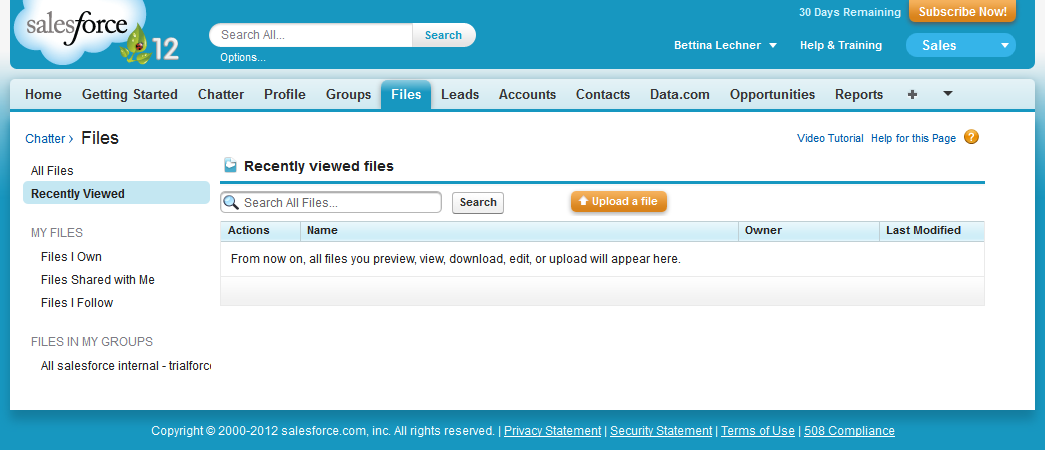 salesforce 12
30 Days Remaining Subscribe Now!
Search All... Search
Options...
Bettina Lechner Help & Training Sales
Home Getting Started Chatter Profile Groups Files Leads Accounts Contacts Data.com Opportunities Reports +
Chatter › Files
Video Tutorial Help for this Page ?
All Files
Recently Viewed
MY FILES
Files I Own
Files Shared with Me
Files I Follow
FILES IN MY GROUPS
All salesforce internal - trialforc
Recently viewed files
Search All Files... Search Upload a file
Actions Name Owner Last Modified
From now on, all files you preview, view, download, edit, or upload will appear here.
Copyright © 2000-2012 salesforce.com, inc. All rights reserved. | Privacy Statement | Security Statement | Terms of Use | 508 Compliance